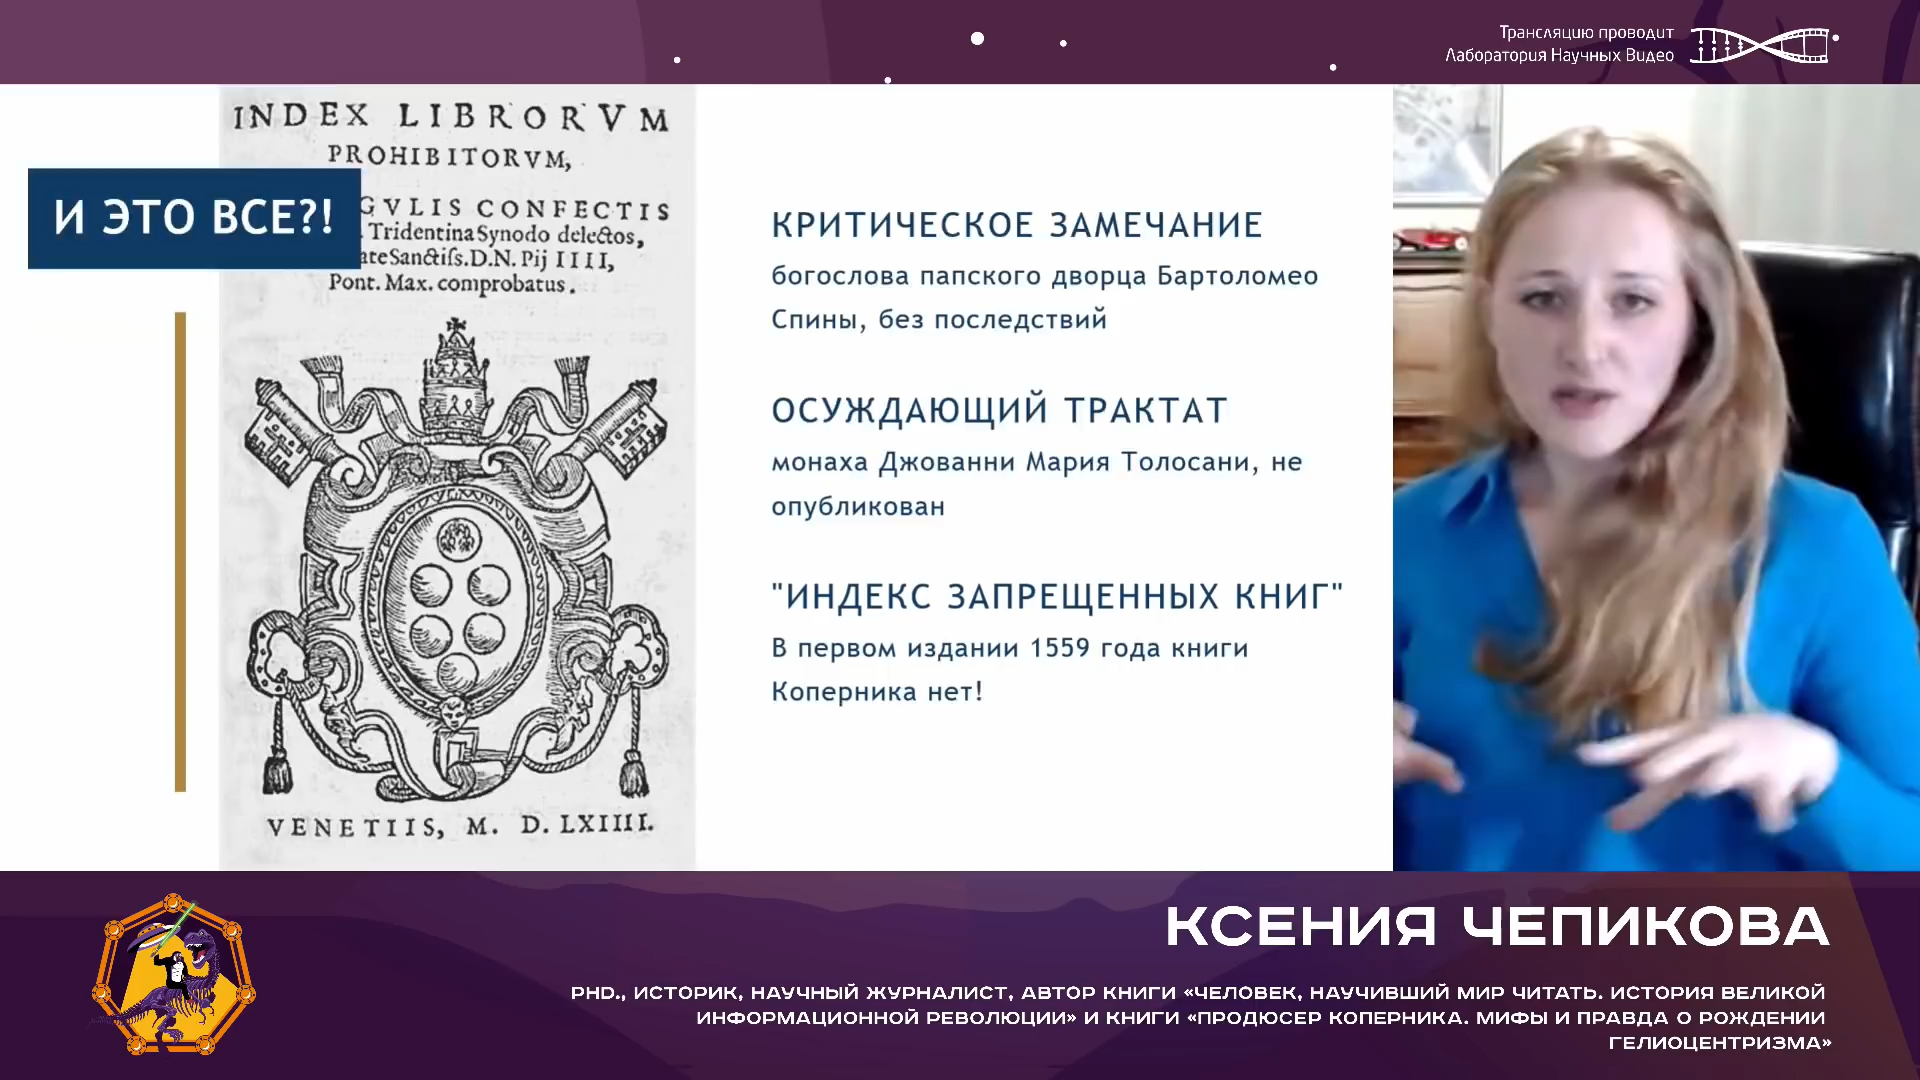 Трансляцию проводит
Лаборатория Научных Видео
INDEX LIBRORVM
PROHIBITORVM,
И ЭТО ВСЕ?!
GVLIS CONFECTIS
Tridentina Synodo delectos,
ate Sanctiſs. D.N. Pij IIII,
Pont. Max. comprobatus.
VENETIIS, M. D. LXIIII.
КРИТИЧЕСКОЕ ЗАМЕЧАНИЕ
богослова папского дворца Бартоломео
Спины, без последствий
ОСУЖДАЮЩИЙ ТРАКТАТ
монаха Джованни Мария Толосани, не
опубликован
"ИНДЕКС ЗАПРЕЩЕННЫХ КНИГ"
В первом издании 1559 года книги
Коперника нет!
КСЕНИЯ ЧЕПИКОВА
PHD., ИСТОРИК, НАУЧНЫЙ ЖУРНАЛИСТ, АВТОР КНИГИ «ЧЕЛОВЕК, НАУЧИВШИЙ МИР ЧИТАТЬ. ИСТОРИЯ ВЕЛИКОЙ
ИНФОРМАЦИОННОЙ РЕВОЛЮЦИИ» И КНИГИ «ПРОДЮСЕР КОПЕРНИКА. МИФЫ И ПРАВДА О РОЖДЕНИИ
ГЕЛИОЦЕНТРИЗМА»